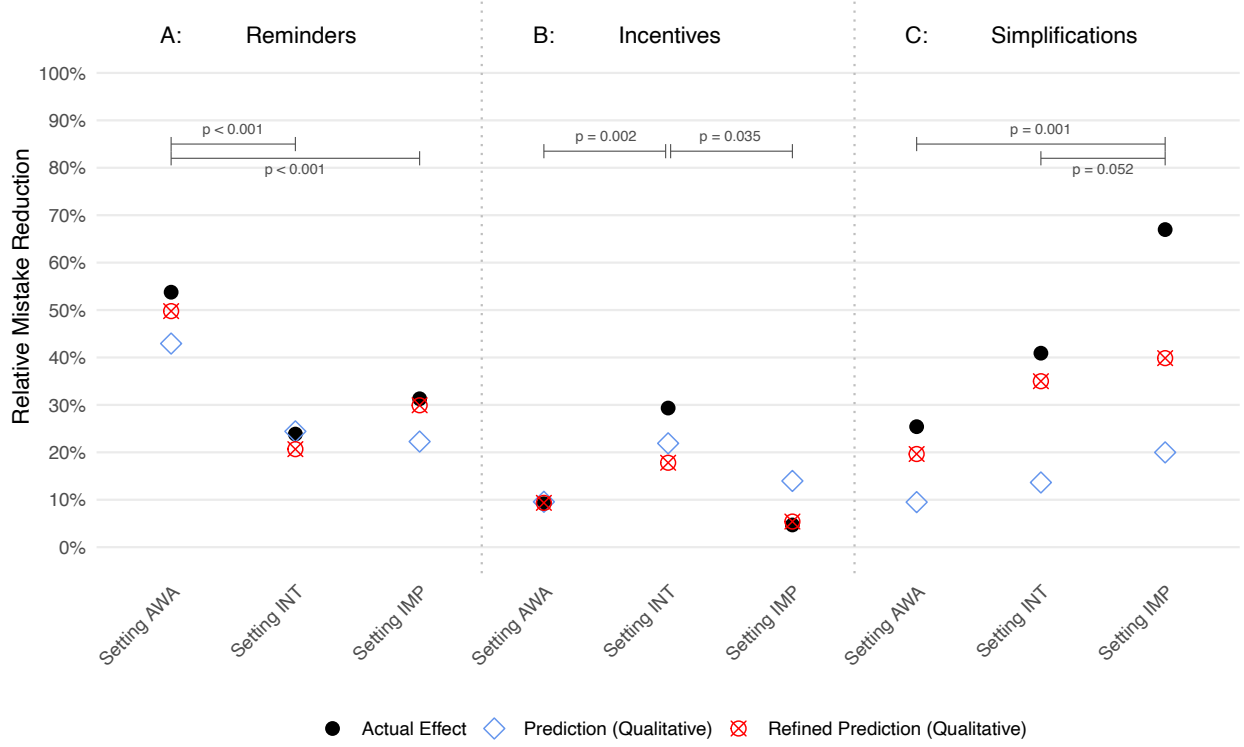 A: Reminders
B: Incentives
C: Simplifications
Relative Mistake Reduction
100%
90%
80%
70%
60%
50%
40%
30%
20%
10%
0%
p < 0.001
p < 0.001
p = 0.002
p = 0.035
p = 0.001
p = 0.052
Setting AWA
Setting INT
Setting IMP
Setting AWA
Setting INT
Setting IMP
Setting AWA
Setting INT
Setting IMP
Actual Effect
Prediction (Qualitative)
Refined Prediction (Qualitative)